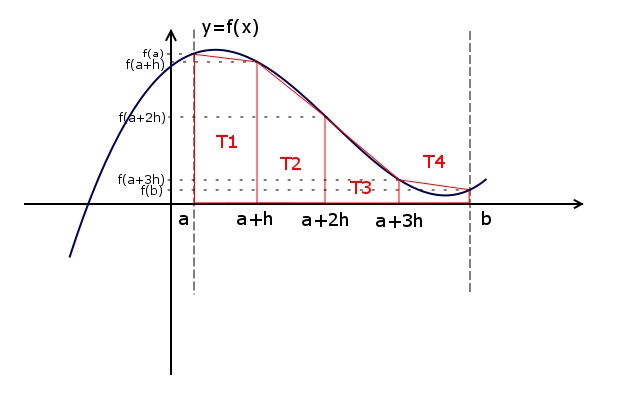 y=f(x)
f(a)
f(a+h)
f(a+2h)
T1
T2
T4
f(a+3h)
T3
f(b)
a
a+h
a+2h
a+3h
b